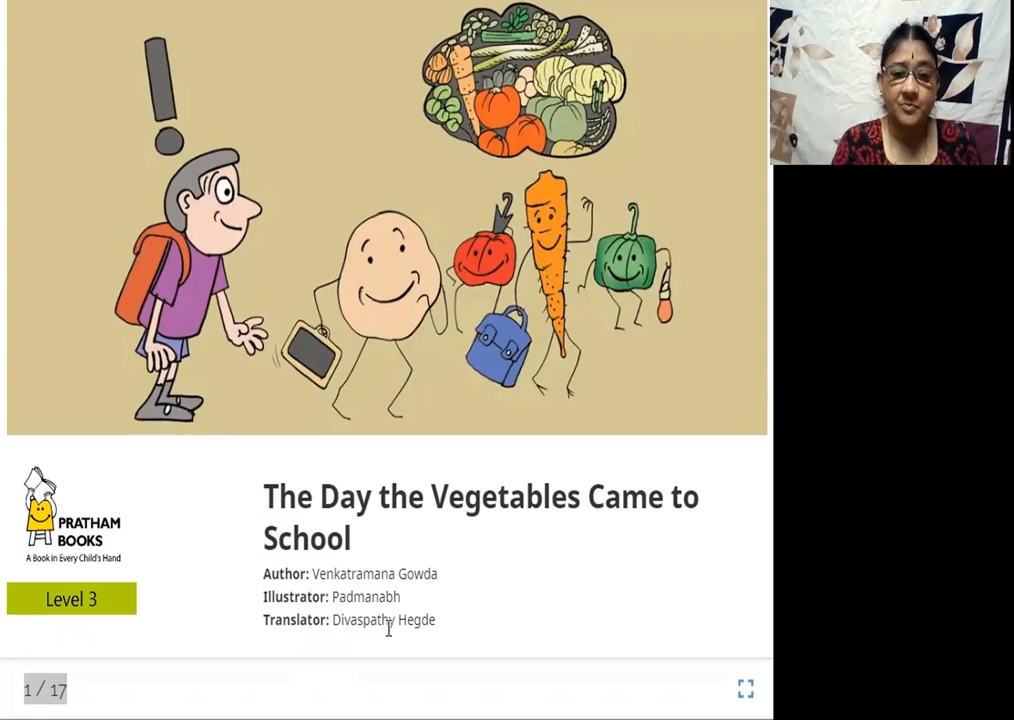 PRATHAM
BOOKS
A Book in Every Child's Hand
Level 3
The Day the Vegetables Came to
School
Author: Venkatramana Gowda
Illustrator: Padmanabh
Translator: Divaspathy Hegde
1 / 17